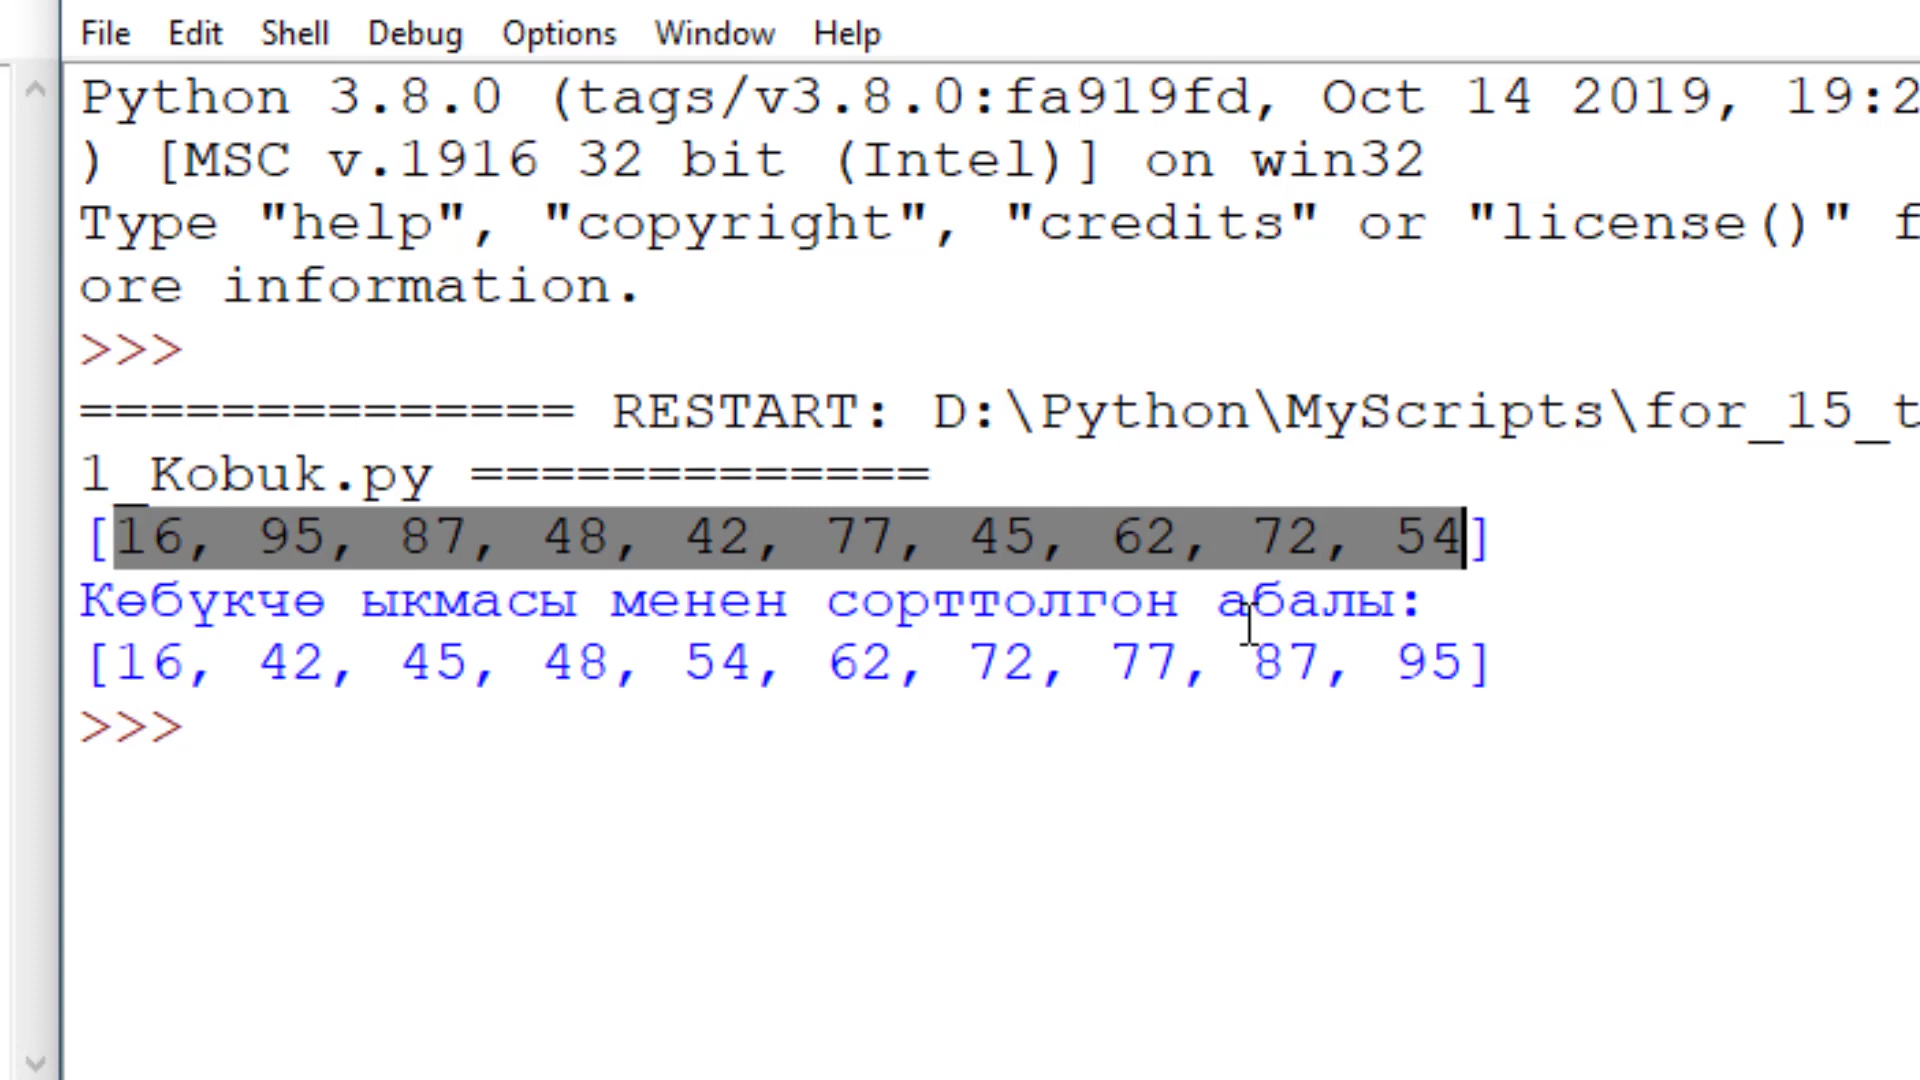 File Edit Shell Debug Options Window Help
Python 3.8.0 (tags/v3.8.0:fa919fd, Oct 14 2019, 19:2
) [MSC v.1916 32 bit (Intel)] on win32
Type "help", "copyright", "credits" or "license()" f
ore information.
>>>
============== RESTART: D:\Python\MyScripts\for_15_t
1_Kobuk.py =============
[16, 95, 87, 48, 42, 77, 45, 62, 72, 54]
Көбүкчө ыкмасы менен сорттолгон абалы:
[16, 42, 45, 48, 54, 62, 72, 77, 87, 95]
>>>